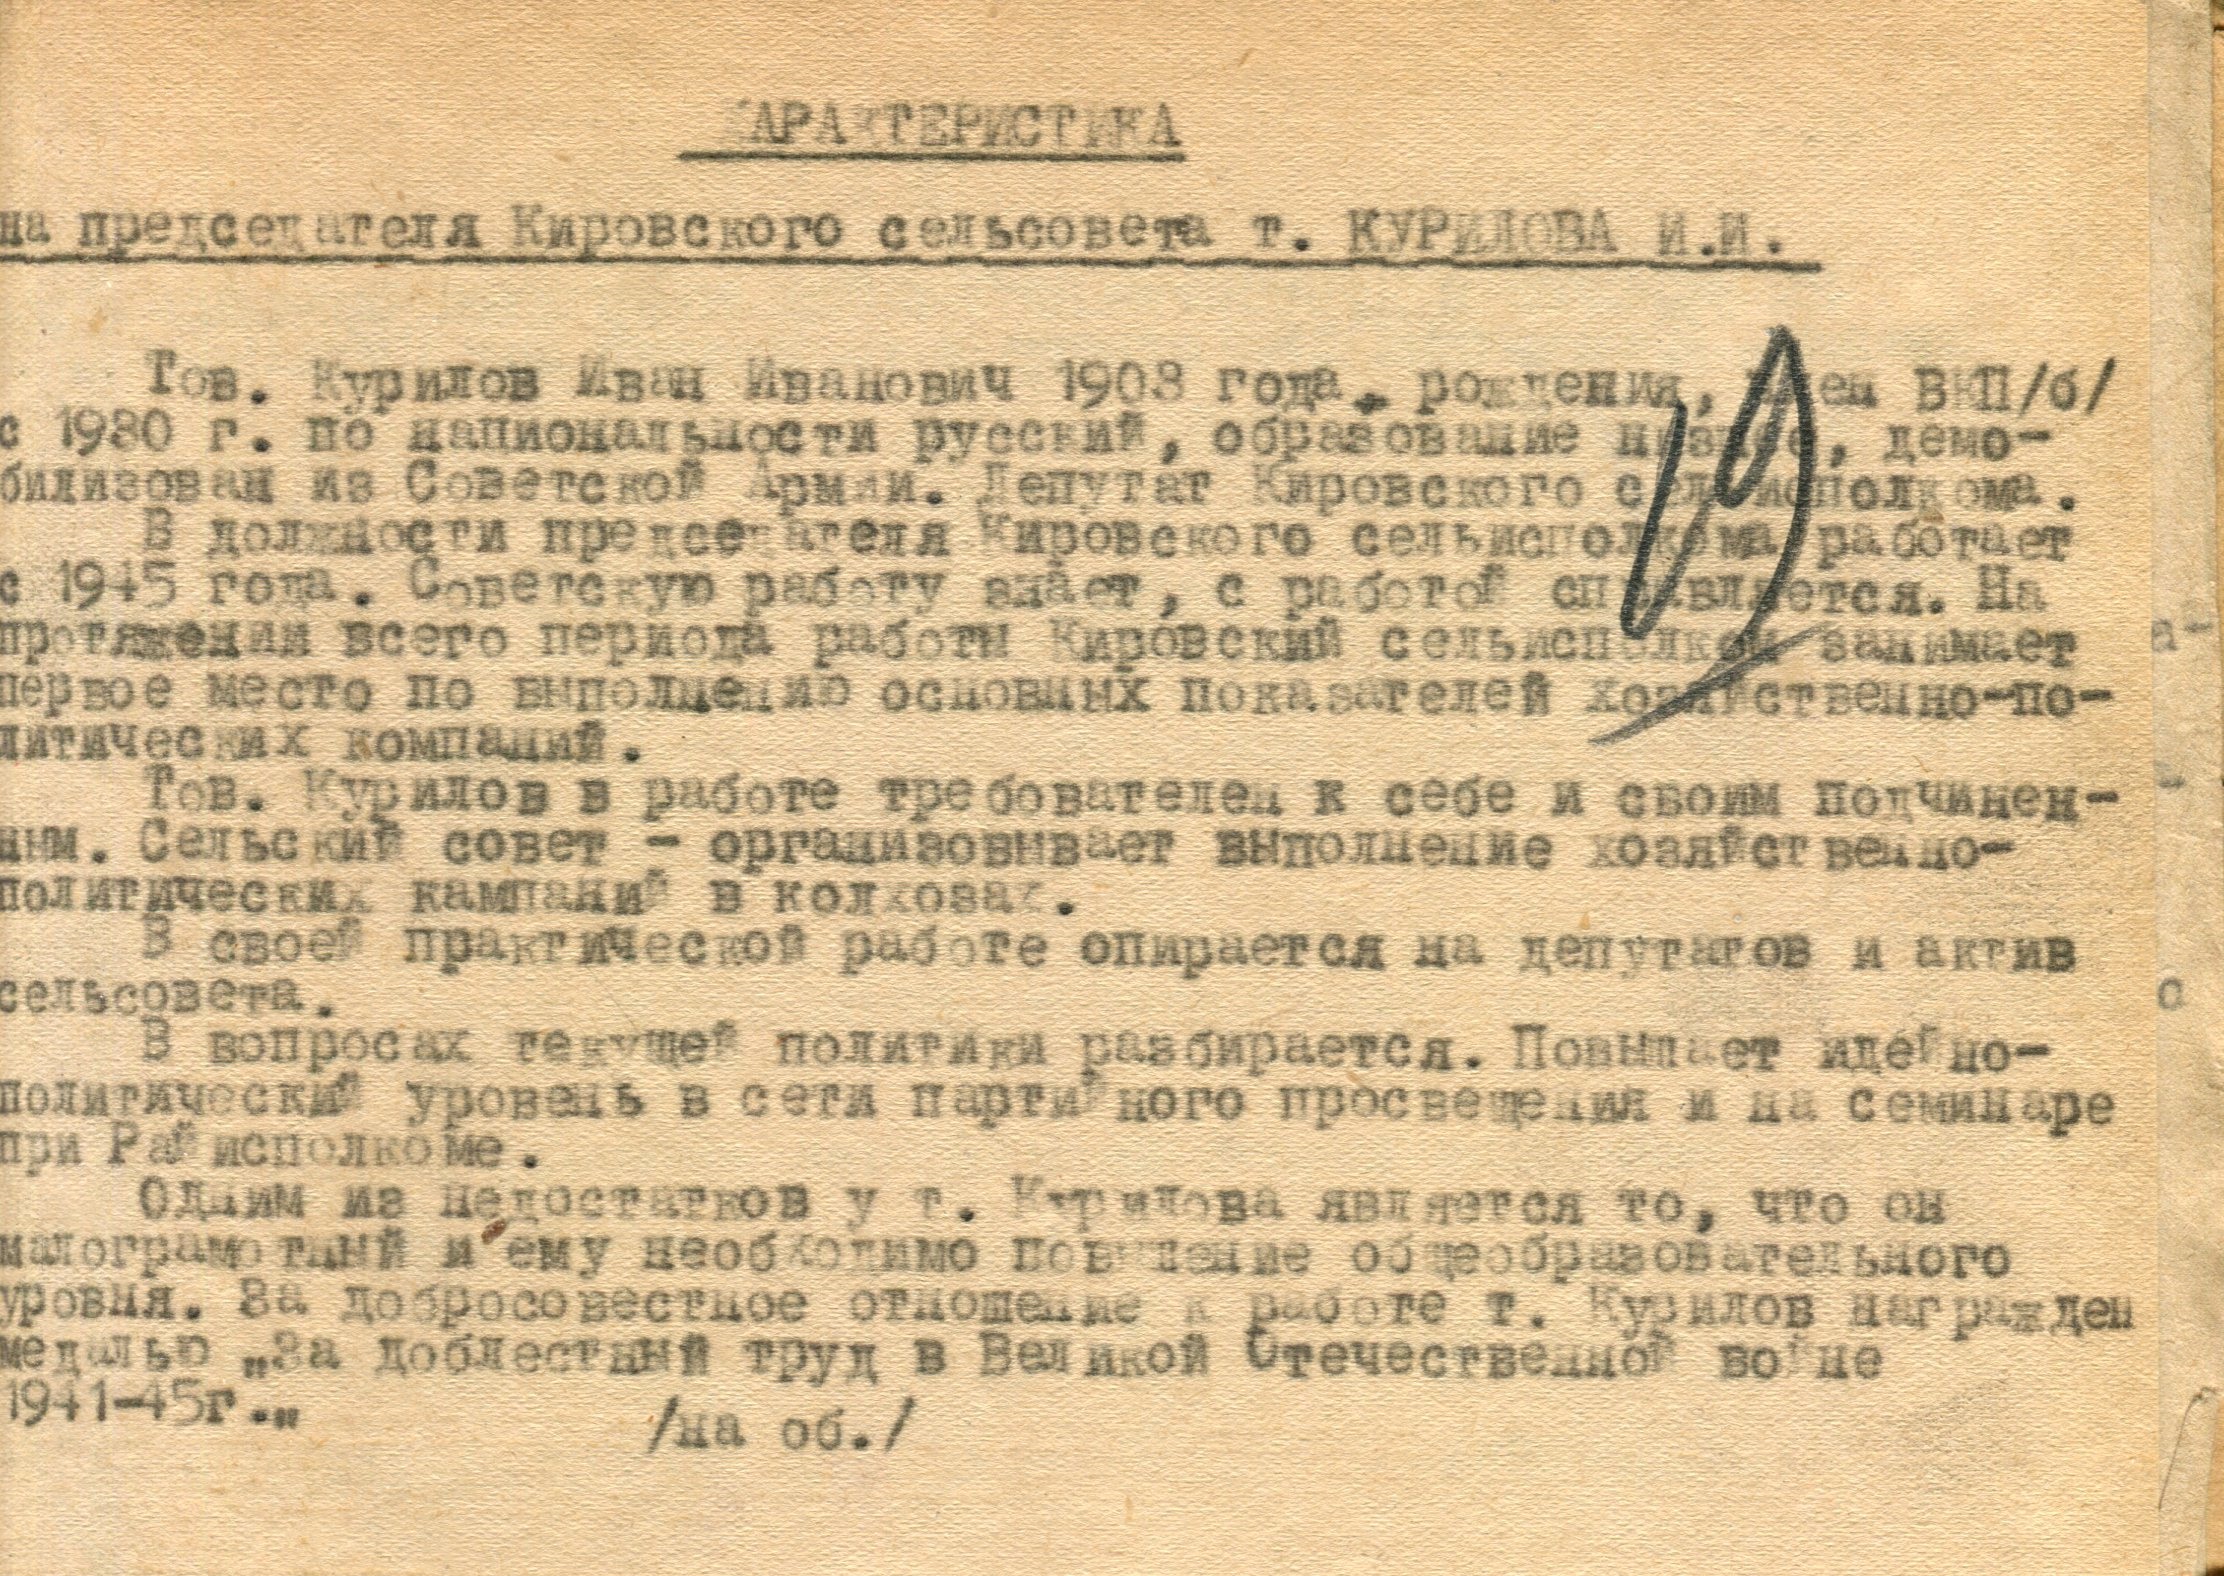 ХАРАКТЕРИСТИКА
на председателя Кировского сельсовета т. КУРИЛОВА И.И.
Тов. Курилов Иван Иванович 1908 года рождения, член ВКП/б/
с 1930 г. по национальности русский, образование низшее, демо-
билизован из Советской Армии. Депутат Кировского сельисполкома.
В должности председателя Кировского сельисполкома работает
с 1945 года. Советскую работу знает, с работой справляется. На
протяжении всего периода работы Кировский сельисполком занимает
первое место по выполнению основных показателей хозяйственно-по-
литических компаний.
Тов. Курилов в работе требователен к себе и своим подчинен-
ным. Сельский совет - организовывает выполнение хозяйственно-
политических кампаний в колхозах.
В своей практической работе опирается на депутатов и актив
сельсовета.
В вопросах текущей политики разбирается. Повышает идейно-
политический уровень в сети партийного просвещения и на семинаре
при Райисполкоме.
Одним из недостатков у т. Курилова является то, что он
малограмотный и ему необходимо повышение общеобразовательного
уровня. За добросовестное отношение к работе т. Курилов награжден
медалью „За доблестный труд в Великой Отечественной войне
1941-45г.„
/на об./